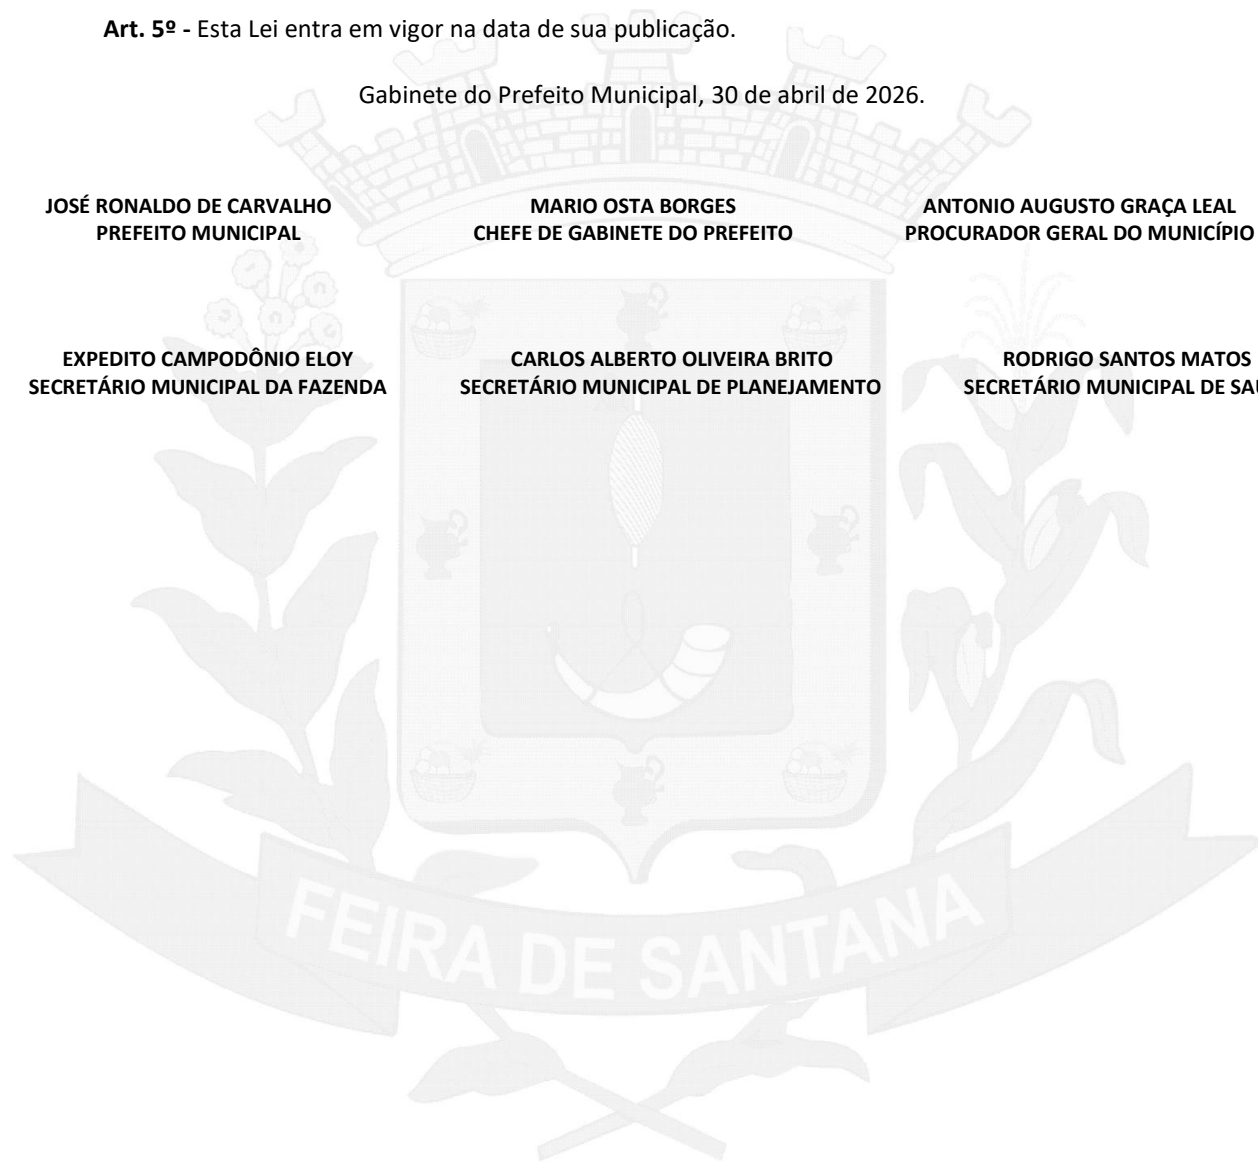 Art. 5º - Esta Lei entra em vigor na data de sua publicação.
Gabinete do Prefeito Municipal, 30 de abril de 2026.
JOSÉ RONALDO DE CARVALHO
PREFEITO MUNICIPAL
MARIO OSTA BORGES
CHEFE DE GABINETE DO PREFEITO
ANTONIO AUGUSTO GRAÇA LEAL
PROCURADOR GERAL DO MUNICÍPIO
EXPEDITO CAMPODÔNIO ELOY
SECRETÁRIO MUNICIPAL DA FAZENDA
CARLOS ALBERTO OLIVEIRA BRITO
SECRETÁRIO MUNICIPAL DE PLANEJAMENTO
RODRIGO SANTOS MATOS
SECRETÁRIO MUNICIPAL DE
FEIRA DE SANTANA